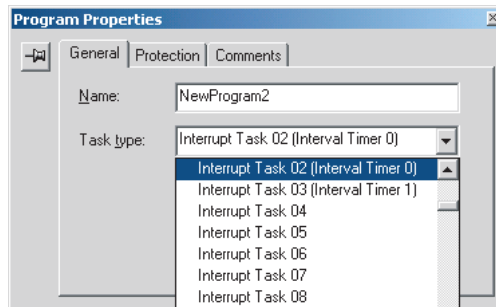 Program Properties
General Protection Comments
Name: NewProgram2
Task type: Interrupt Task 02 (Interval Timer 0)
Interrupt Task 02 (Interval Timer 0)
Interrupt Task 03 (Interval Timer 1)
Interrupt Task 04
Interrupt Task 05
Interrupt Task 06
Interrupt Task 07
Interrupt Task 08